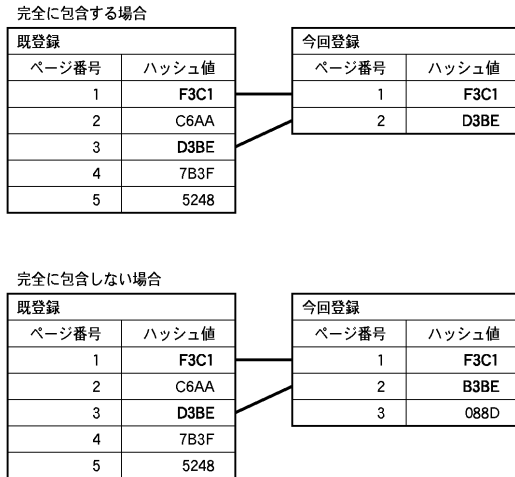 完全に包含する場合
既登録 今回登録
ページ番号 ハッシュ値 ページ番号 ハッシュ値
1 F3C1 1 F3C1
2 C6AA 2 D3BE
3 D3BE
4 7B3F
5 5248
完全に包含しない場合
既登録 今回登録
ページ番号 ハッシュ値 ページ番号 ハッシュ値
1 F3C1 1 F3C1
2 C6AA 2 B3BE
3 D3BE 3 088D
4 7B3F
5 5248